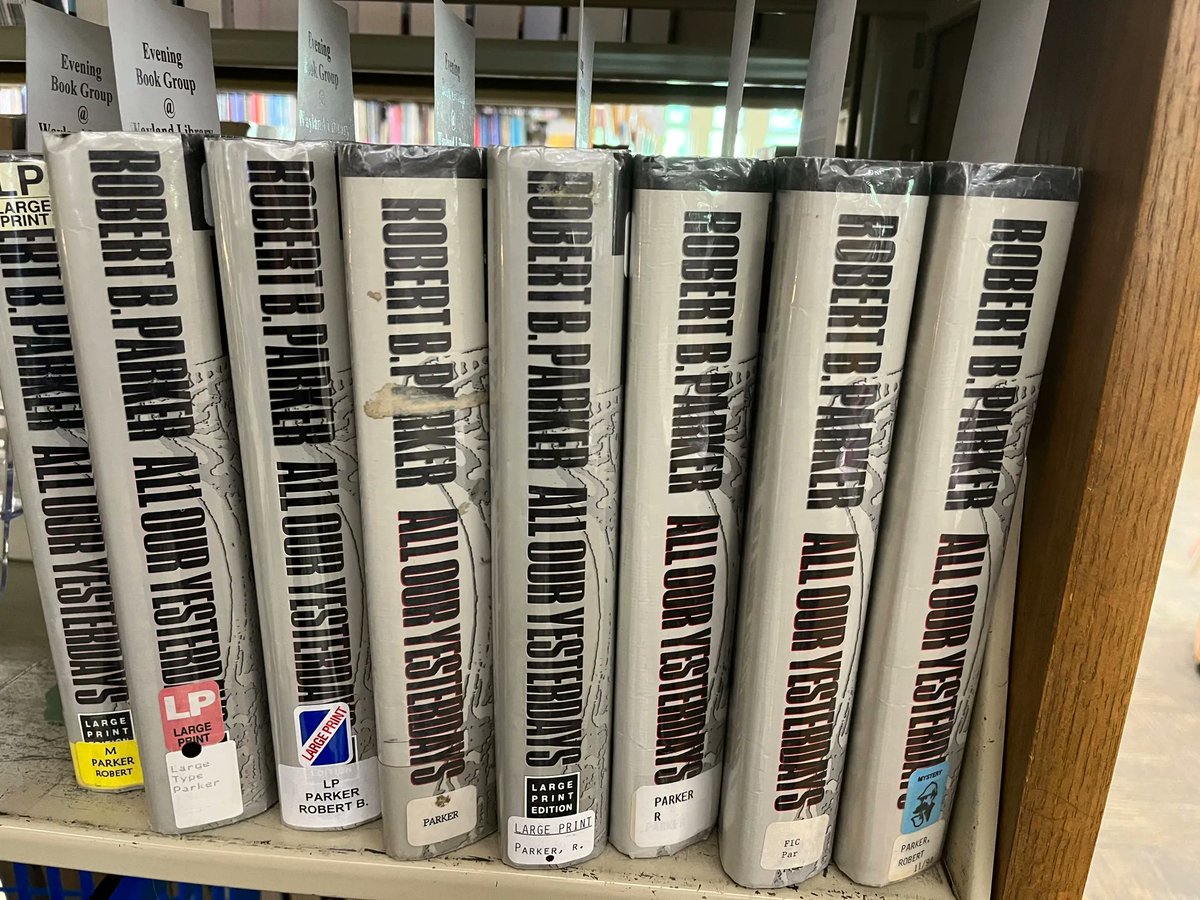 Evening
Book Group
@
Evening
Book Group
@
Wayland Library
Evening
Book Group
@
Wayland Library
Evening
LP
LARGE
PRINT
ROBERT B. PARKER ALL OUR YESTERDAYS
LARGE
PRINT
EDITION
M
PARKER
ROBERT
ROBERT B. PARKER ALL OUR
LP
LARGE
PRINT
Large
Type
Parker
ROBERT B. PARKER ALL OUR
LARGE PRINT
EDITION
LP
PARKER
ROBERT B.
ROBERT B. PARKER ALL OUR YESTERDAYS
PARKER
ROBERT B. PARKER ALL OUR YESTERDAYS
LARGE
PRINT
EDITION
LARGE PRINT
PARKER, R.
ROBERT B. PARKER ALL OUR YESTERDAYS
PARKER
R
PARKER
ROBERT B. PARKER ALL OUR YESTERDAYS
FIC
Par
ROBERT B. PARKER ALL OUR YESTERDAYS
MYSTERY
PARKER,
ROBERT